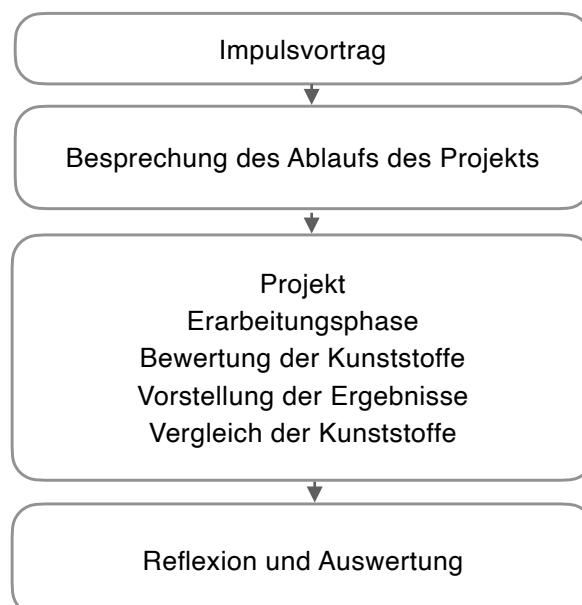 Impulsvortrag
Besprechung des Ablaufs des Projekts
Projekt
Erarbeitungsphase
Bewertung der Kunststoffe
Vorstellung der Ergebnisse
Vergleich der Kunststoffe
Reflexion und Auswertung